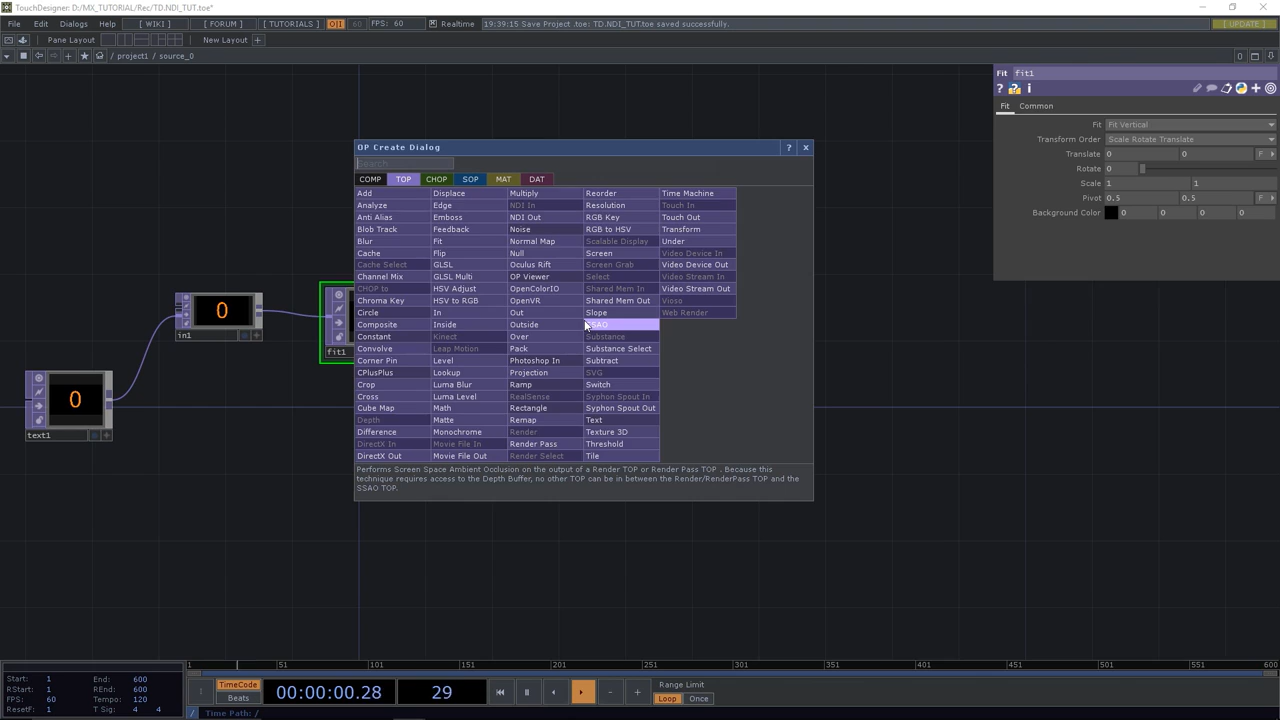 TouchDesigner: D:/MX_TUTORIAL/Rec/TD.NDI_TUT.toe*
File Edit Dialogs Help [ WIKI ] [ FORUM ] [ TUTORIALS ] O|I FPS: 60 Realtime 19:39:15 Save Project .toe: TD.NDI_TUT.toe saved successfully. [ UPDATE ]
Pane Layout New Layout +
/ project1 / source_0
Fit fit1
? i
Fit Common
Fit Fit Vertical
Transform Order Scale Rotate Translate
Translate 0 0 F
Rotate 0
Scale 1 1
Pivot 0.5 0.5 F
Background Color 0 0 0 0
OP Create Dialog ? x
Search
COMP TOP CHOP SOP MAT DAT
Add Displace Multiply Reorder Time Machine
Analyze Edge NDI In Resolution Touch In
Anti Alias Emboss NDI Out RGB Key Touch Out
Blob Track Feedback Noise RGB to HSV Transform
Blur Fit Normal Map Scalable Display Under
Cache Flip Null Screen Video Device In
Cache Select GLSL Oculus Rift Screen Grab Video Device Out
Channel Mix GLSL Multi OP Viewer Select Video Stream In
CHOP to HSV Adjust OpenColorIO Shared Mem In Video Stream Out
Chroma Key HSV to RGB OpenVR Shared Mem Out Vioso
Circle In Out Slope Web Render
Composite Inside Outside SSAO
Constant Kinect Over Substance
Convolve Leap Motion Pack Substance Select
Corner Pin Level Photoshop In Subtract
CPlusPlus Lookup Projection SVG
Crop Luma Blur Ramp Switch
Cross Luma Level RealSense Syphon Spout In
Cube Map Math Rectangle Syphon Spout Out
Depth Matte Remap Text
Difference Monochrome Render Texture 3D
DirectX In Movie File In Render Pass Threshold
DirectX Out Movie File Out Render Select Tile
Performs Screen Space Ambient Occlusion on the output of a Render TOP or Render Pass TOP . Because this
technique requires access to the Depth Buffer, no other TOP can be in between the Render/RenderPass TOP and the
SSAO TOP.
0
in1
fit1
0
text1
1 51 101 151 201 251 301 351 401 451 501 551
Start: 1 End: 600
RStart: 1 REnd: 600
FPS: 60 Tempo: 120
ResetF: 1 T Sig: 4 4
TimeCode
Beats
00:00:00.28
29
Range Limit
Loop Once
/ Time Path: /